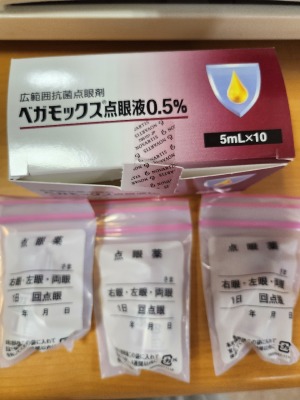 広範囲抗菌点眼剤
ベガモックス点眼液0.5%
5mL×10
NOVARTIS
点眼薬
右眼・左眼・両眼
1日 回点眼
年 月 日
点眼薬
右眼・左眼・両眼
1日 回点眼
年 月 日
点眼薬
右眼・左眼・両眼
1日 回点眼
年 月 日